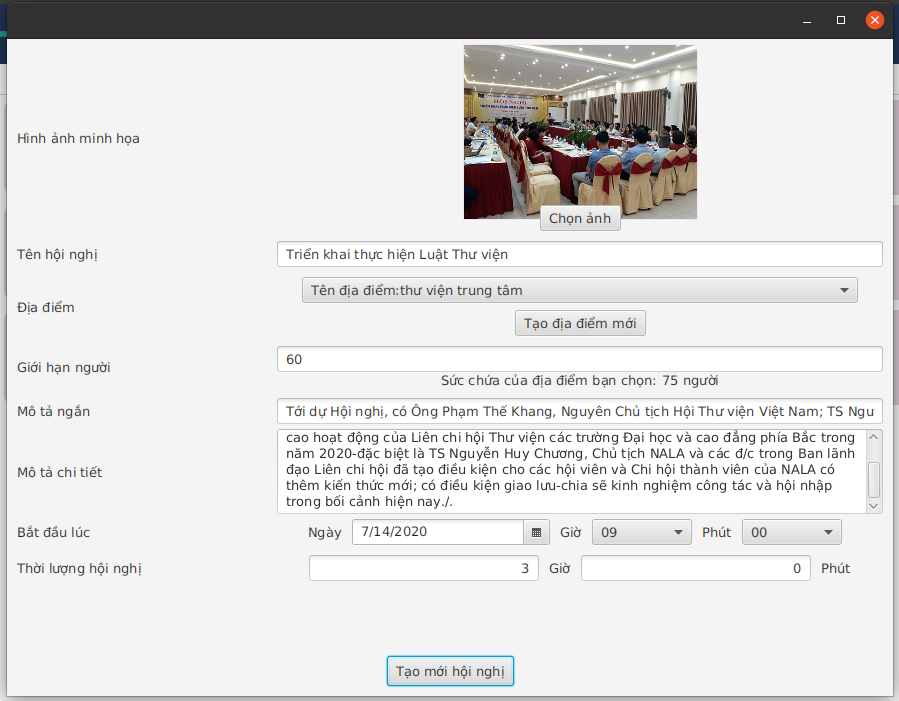 HỘI NGHỊ
TRIỂN KHAI THỰC HIỆN LUẬT THƯ VIỆN
Hình ảnh minh họa
Chọn ảnh
Tên hội nghị
Triển khai thực hiện Luật Thư viện
Địa điểm
Tên địa điểm:thư viện trung tâm
Tạo địa điểm mới
Giới hạn người
60
Sức chứa của địa điểm bạn chọn: 75 người
Mô tả ngắn
Tới dự Hội nghị, có Ông Phạm Thế Khang, Nguyên Chủ tịch Hội Thư viện Việt Nam; TS Ngu
Mô tả chi tiết
cao hoạt động của Liên chi hội Thư viện các trường Đại học và cao đẳng phía Bắc trong
năm 2020-đặc biệt là TS Nguyễn Huy Chương, Chủ tịch NALA và các đ/c trong Ban lãnh
đạo Liên chi hội đã tạo điều kiện cho các hội viên và Chi hội thành viên của NALA có
thêm kiến thức mới; có điều kiện giao lưu-chia sẽ kinh nghiệm công tác và hội nhập
trong bối cảnh hiện nay./.
Bắt đầu lúc
Ngày 7/14/2020 Giờ 09 Phút 00
Thời lượng hội nghị
3 Giờ 0 Phút
Tạo mới hội nghị